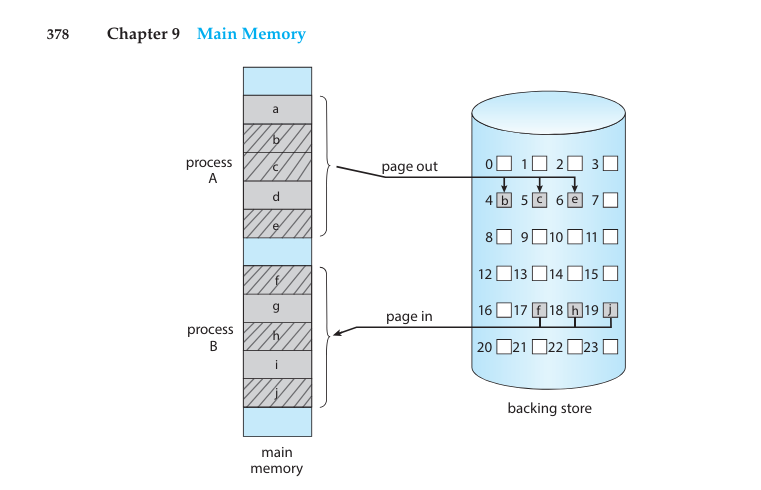 378 Chapter 9 Main Memory
a
b
c
d
e
f
g
h
i
j
process
A
process
B
main
memory
page out
page in
0 1 2 3
4 b 5 c 6 e 7
8 9 10 11
12 13 14 15
16 17 f 18 h 19 j
20 21 22 23
backing store